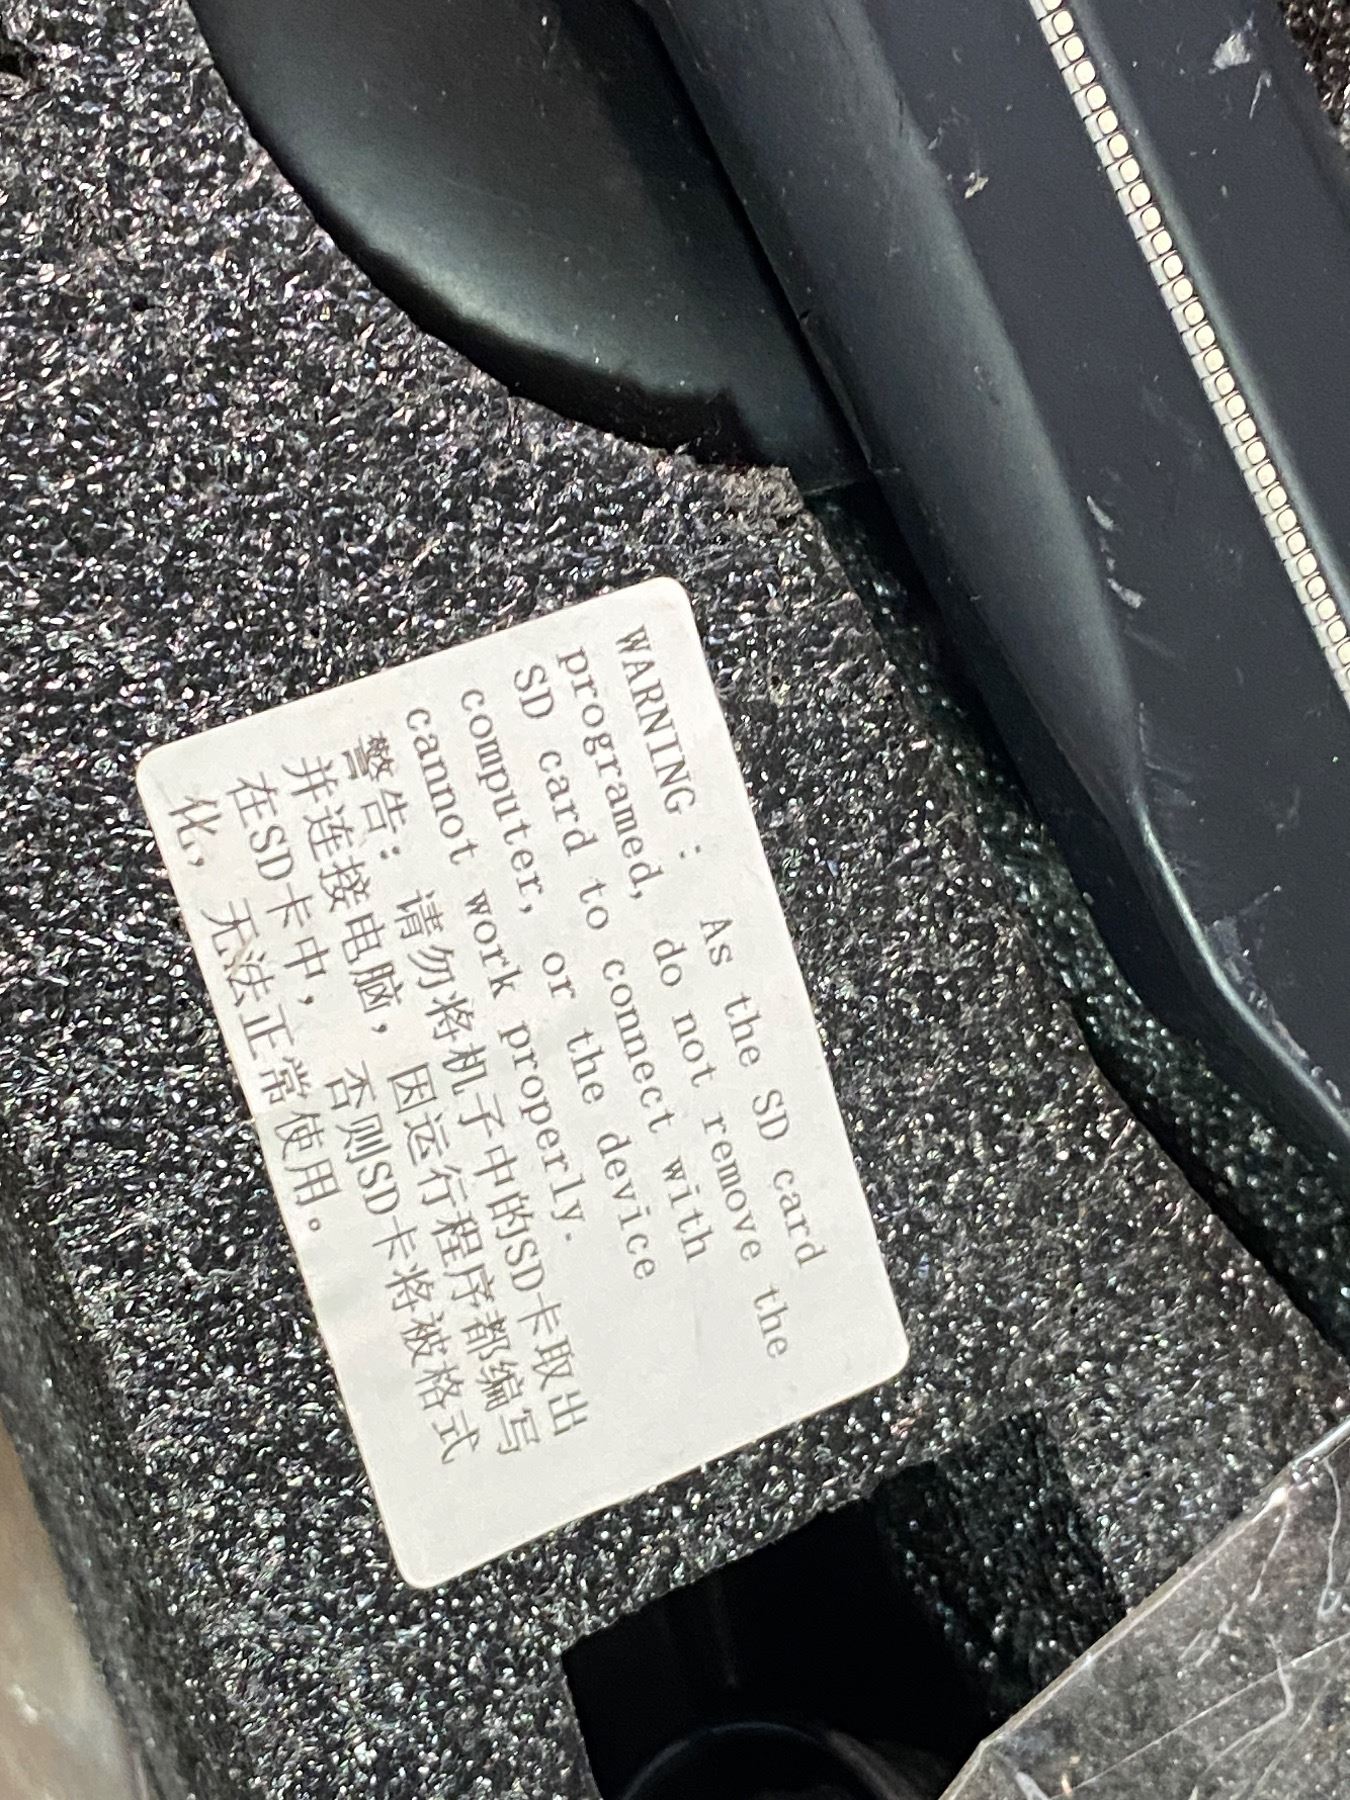 WARNING : As the SD card
programed, do not remove the
SD card to connect with
computer, or the device
cannot work properly.
警告：请勿将机子中的SD卡取出
并连接电脑，因运行程序都编写
在SD卡中，否则SD卡将被格式
化，无法正常使用。